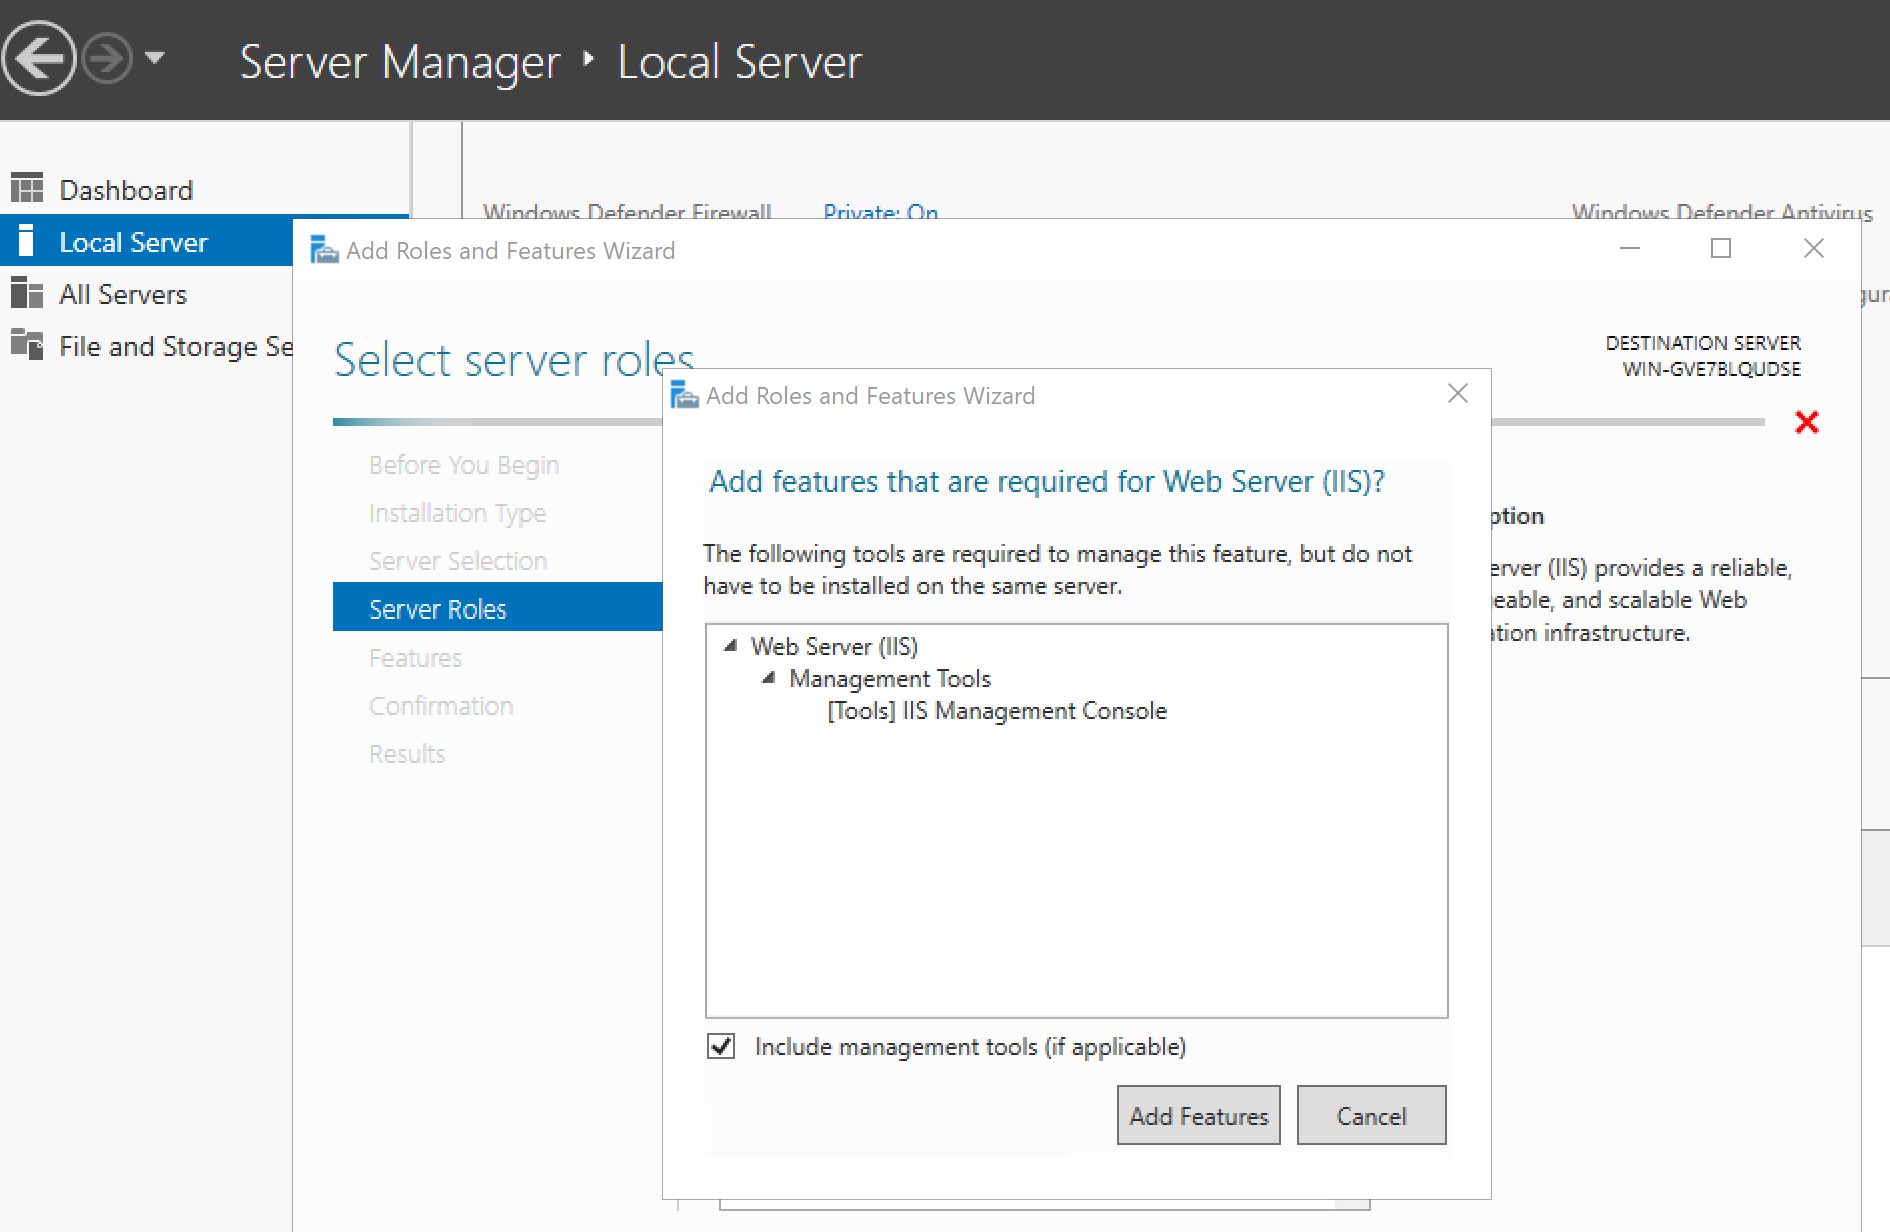 Server Manager ‣ Local Server
Dashboard
Local Server
All Servers
File and Storage Se
Windows Defender Firewall Private: On
Windows Defender Antivirus
Add Roles and Features Wizard
Select server roles
DESTINATION SERVER
WIN-GVE7BLQUDSE
Before You Begin
Installation Type
Server Selection
Server Roles
Features
Confirmation
Results
Add Roles and Features Wizard
Add features that are required for Web Server (IIS)?
The following tools are required to manage this feature, but do not
have to be installed on the same server.
Web Server (IIS)
Management Tools
[Tools] IIS Management Console
Include management tools (if applicable)
Add Features Cancel
ption
erver (IIS) provides a reliable,
eable, and scalable Web
ation infrastructure.